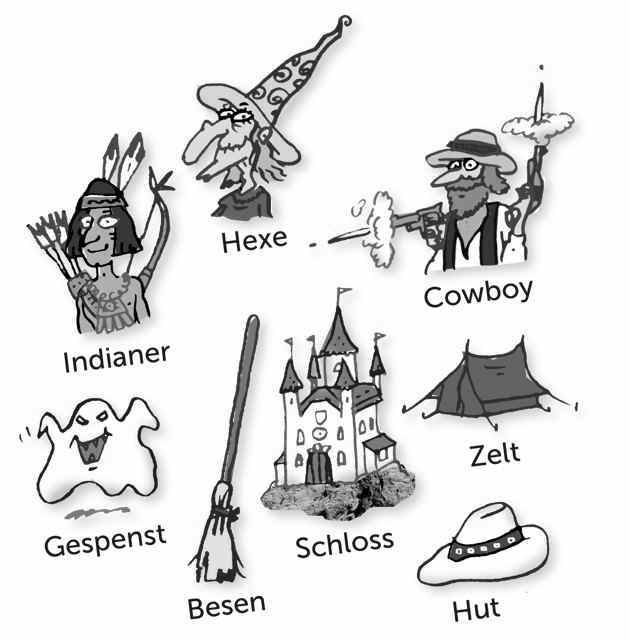 Hexe
Cowboy
Indianer
Zelt
Gespenst
Schloss
Besen
Hut